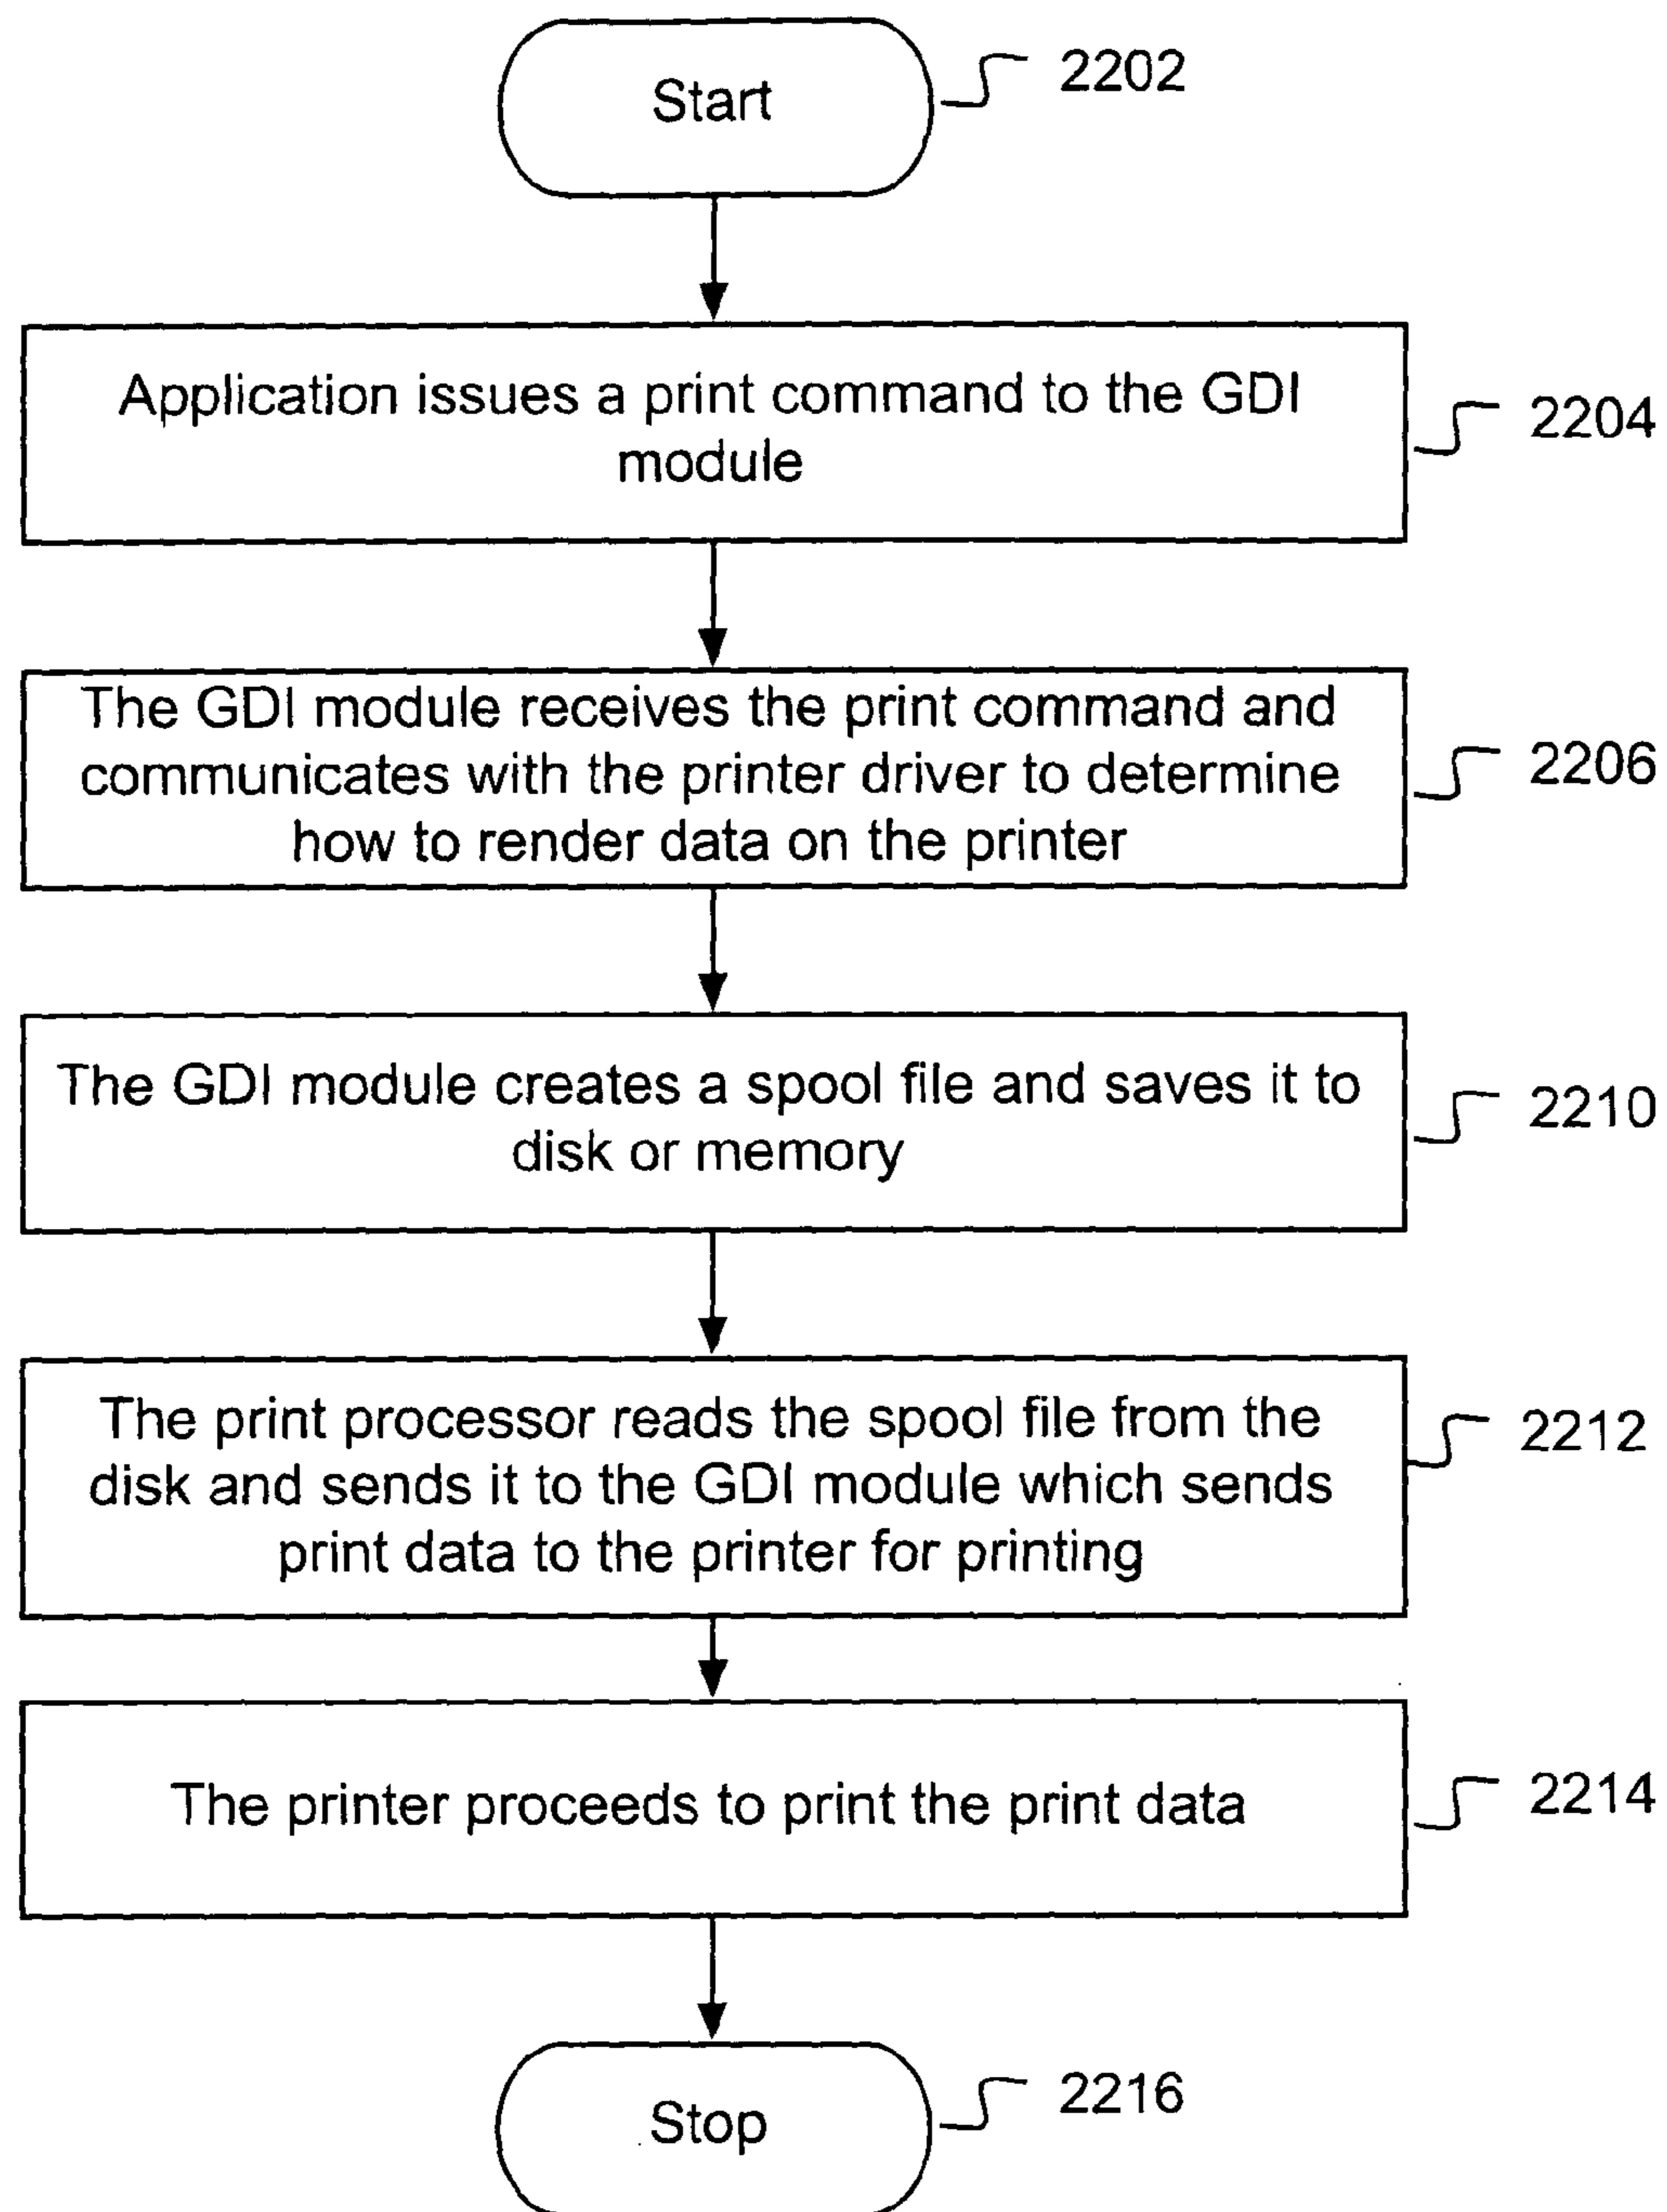 Start
2202
Application issues a print command to the GDI
module
2204
The GDI module receives the print command and
communicates with the printer driver to determine
how to render data on the printer
2206
The GDI module creates a spool file and saves it to
disk or memory
2210
The print processor reads the spool file from the
disk and sends it to the GDI module which sends
print data to the printer for printing
2212
The printer proceeds to print the print data
2214
Stop
2216